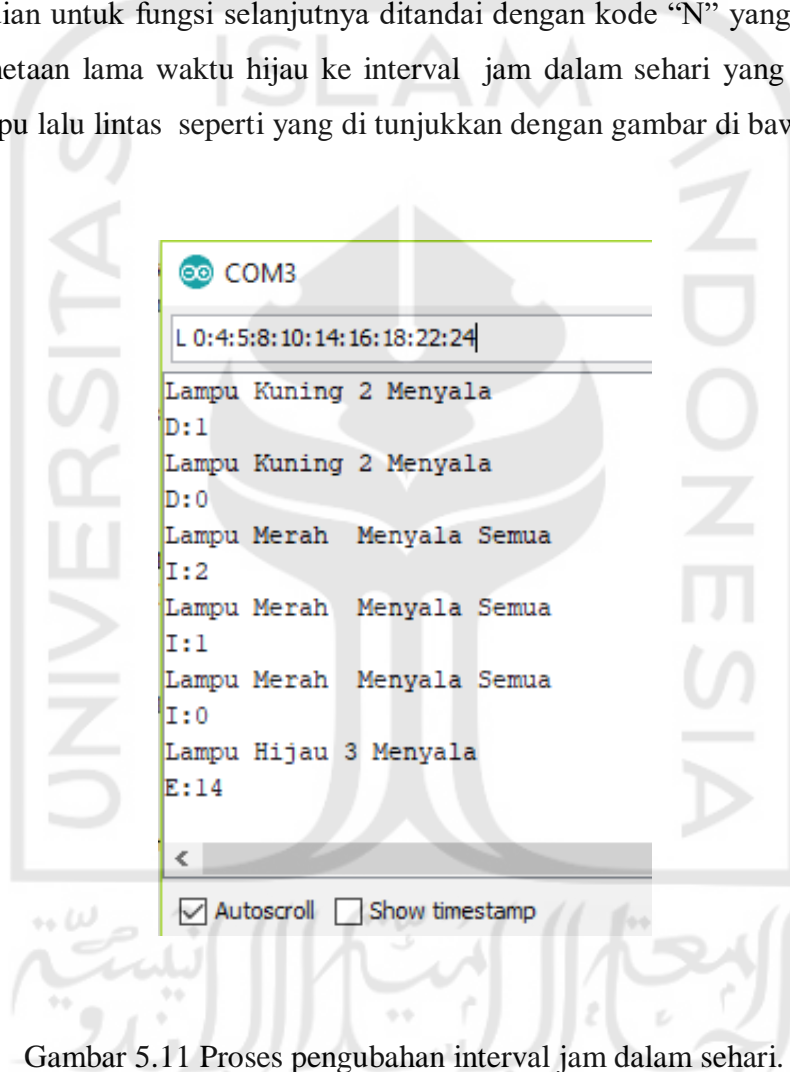 ian untuk fungsi selanjutnya ditandai dengan kode “N” yang
netaan lama waktu hijau ke interval jam dalam sehari yang
pu lalu lintas seperti yang di tunjukkan dengan gambar di baw
ISLAM
UNIVERSITAS
INDONESIA
COM3
L 0:4:5:8:10:14:16:18:22:24
Lampu Kuning 2 Menyala
D:1
Lampu Kuning 2 Menyala
D:0
Lampu Merah  Menyala Semua
I:2
Lampu Merah  Menyala Semua
I:1
Lampu Merah  Menyala Semua
I:0
Lampu Hijau 3 Menyala
E:14
Autoscroll Show timestamp
Gambar 5.11 Proses pengubahan interval jam dalam sehari.